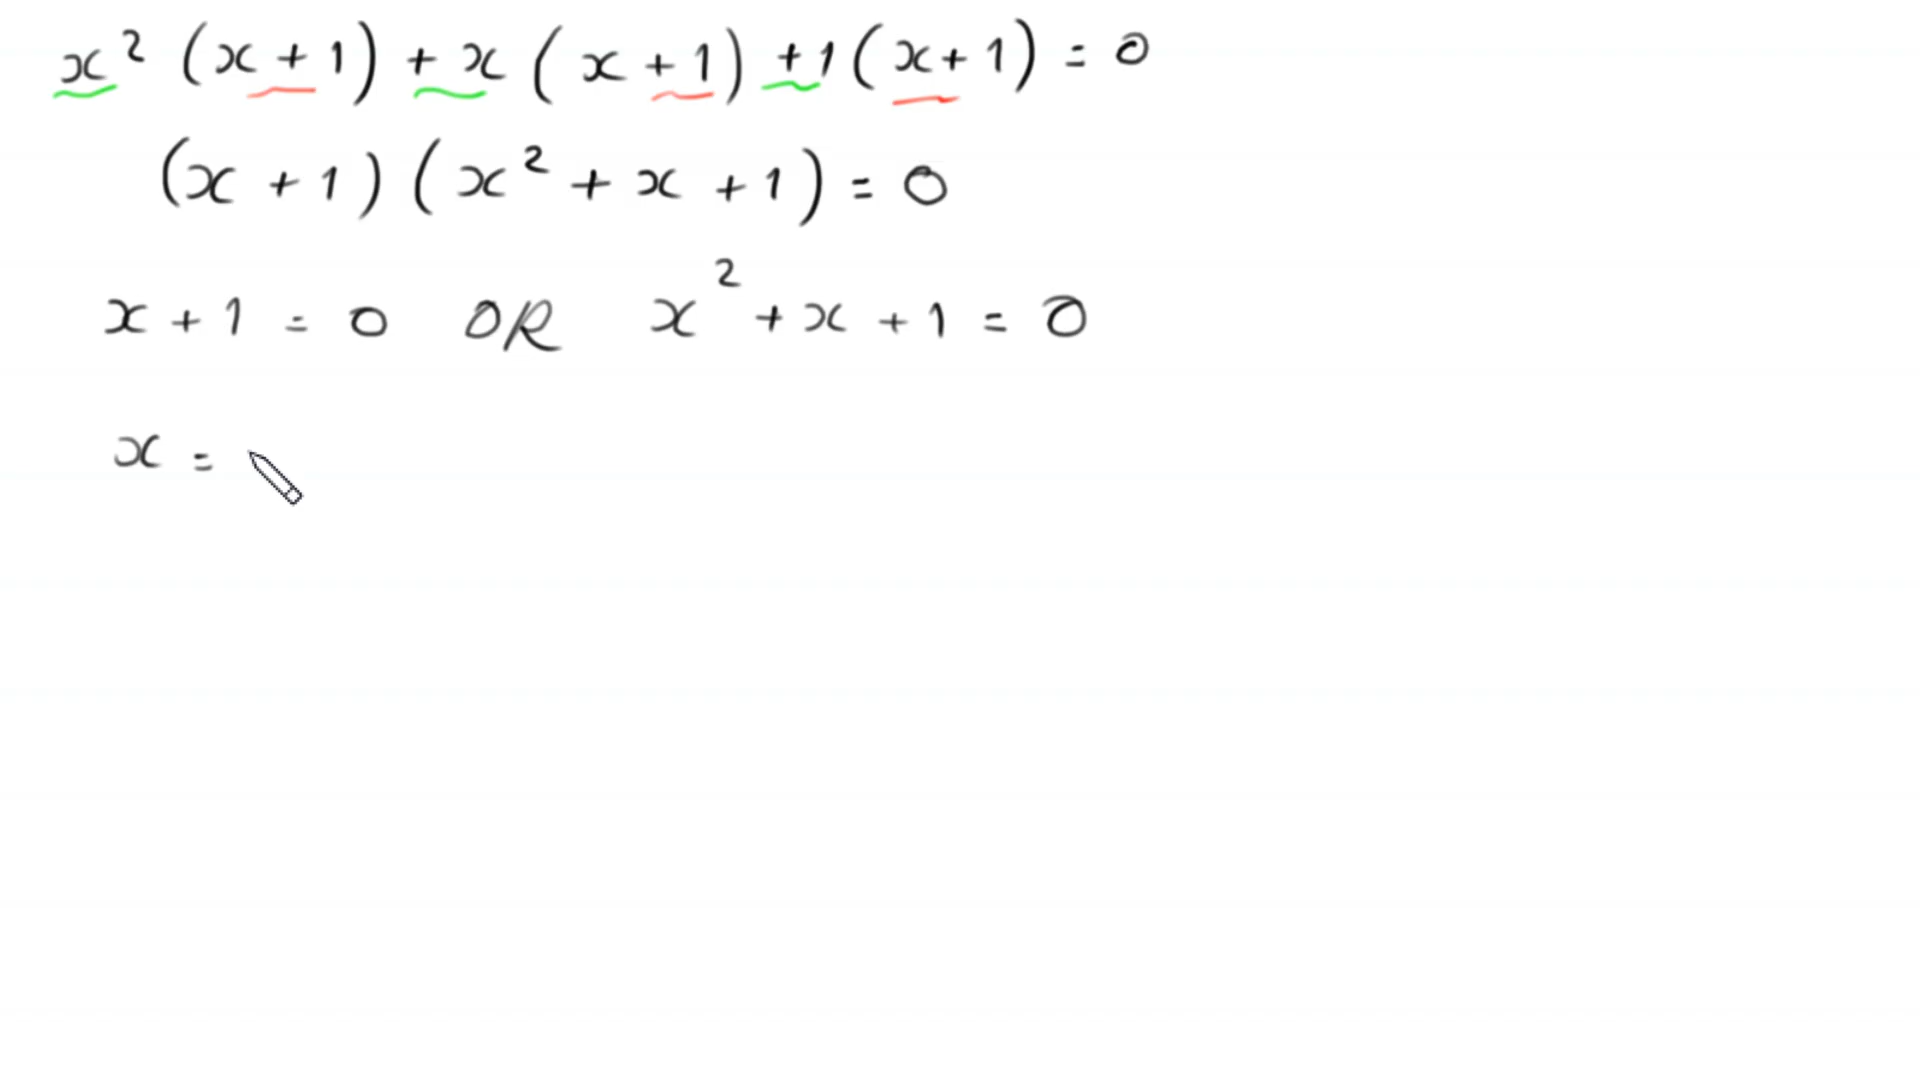 x² (x + 1) + x (x + 1) + 1 (x + 1) = 0
(x + 1) (x² + x + 1) = 0
x + 1 = 0 OR x² + x + 1 = 0
x =